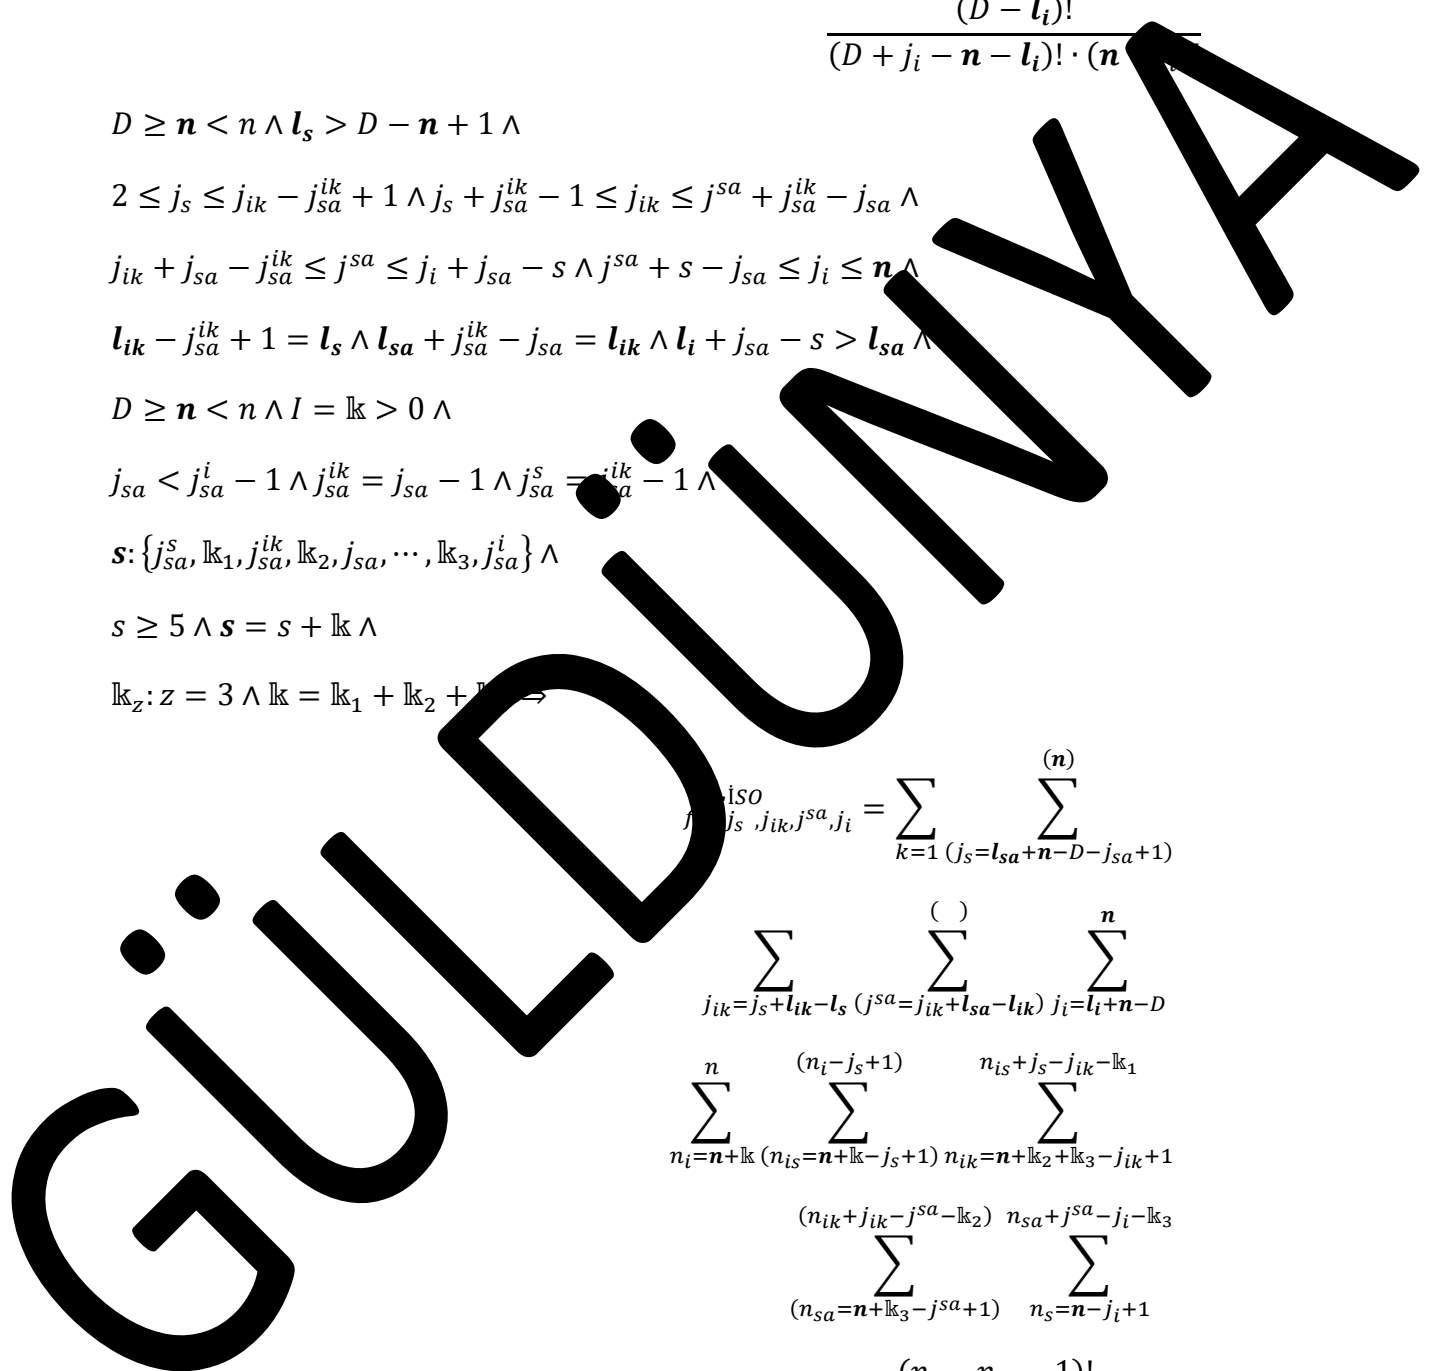 (D − l_i)!
(D + j_i − n − l_i)! · (n
D ≥ n < n ∧ l_s > D − n + 1 ∧
2 ≤ j_s ≤ j_ik − j_sa^ik + 1 ∧ j_s + j_sa^ik − 1 ≤ j_ik ≤ j^sa + j_sa^ik − j_sa ∧
j_ik + j_sa − j_sa^ik ≤ j^sa ≤ j_i + j_sa − s ∧ j^sa + s − j_sa ≤ j_i ≤ n ∧
l_ik − j_sa^ik + 1 = l_s ∧ l_sa + j_sa^ik − j_sa = l_ik ∧ l_i + j_sa − s > l_sa ∧
D ≥ n < n ∧ I = 𝕜 > 0 ∧
j_sa < j_sa^i − 1 ∧ j_sa^ik = j_sa − 1 ∧ j_sa^s = j_sa^ik − 1 ∧
s: {j_sa^s, 𝕜_1, j_sa^ik, 𝕜_2, j_sa, ⋯ , 𝕜_3, j_sa^i} ∧
s ≥ 5 ∧ s = s + 𝕜 ∧
𝕜_z: z = 3 ∧ 𝕜 = 𝕜_1 + 𝕜_2 + ⇒
(n)
İSO j_s ,j_ik,j^sa,j_i = ∑ ∑
k=1 (j_s=l_sa+n−D−j_sa+1)
( ) n
∑ ∑ ∑
j_ik=j_s+l_ik−l_s (j^sa=j_ik+l_sa−l_ik) j_i=l_i+n−D
n (n_i−j_s+1) n_is+j_s−j_ik−𝕜_1
∑ ∑ ∑
n_i=n+𝕜 (n_is=n+𝕜−j_s+1) n_ik=n+𝕜_2+𝕜_3−j_ik+1
(n_ik+j_ik−j^sa−𝕜_2) n_sa+j^sa−j_i−𝕜_3
∑ ∑
(n_sa=n+𝕜_3−j^sa+1) n_s=n−j_i+1
GÜLDÜNYA